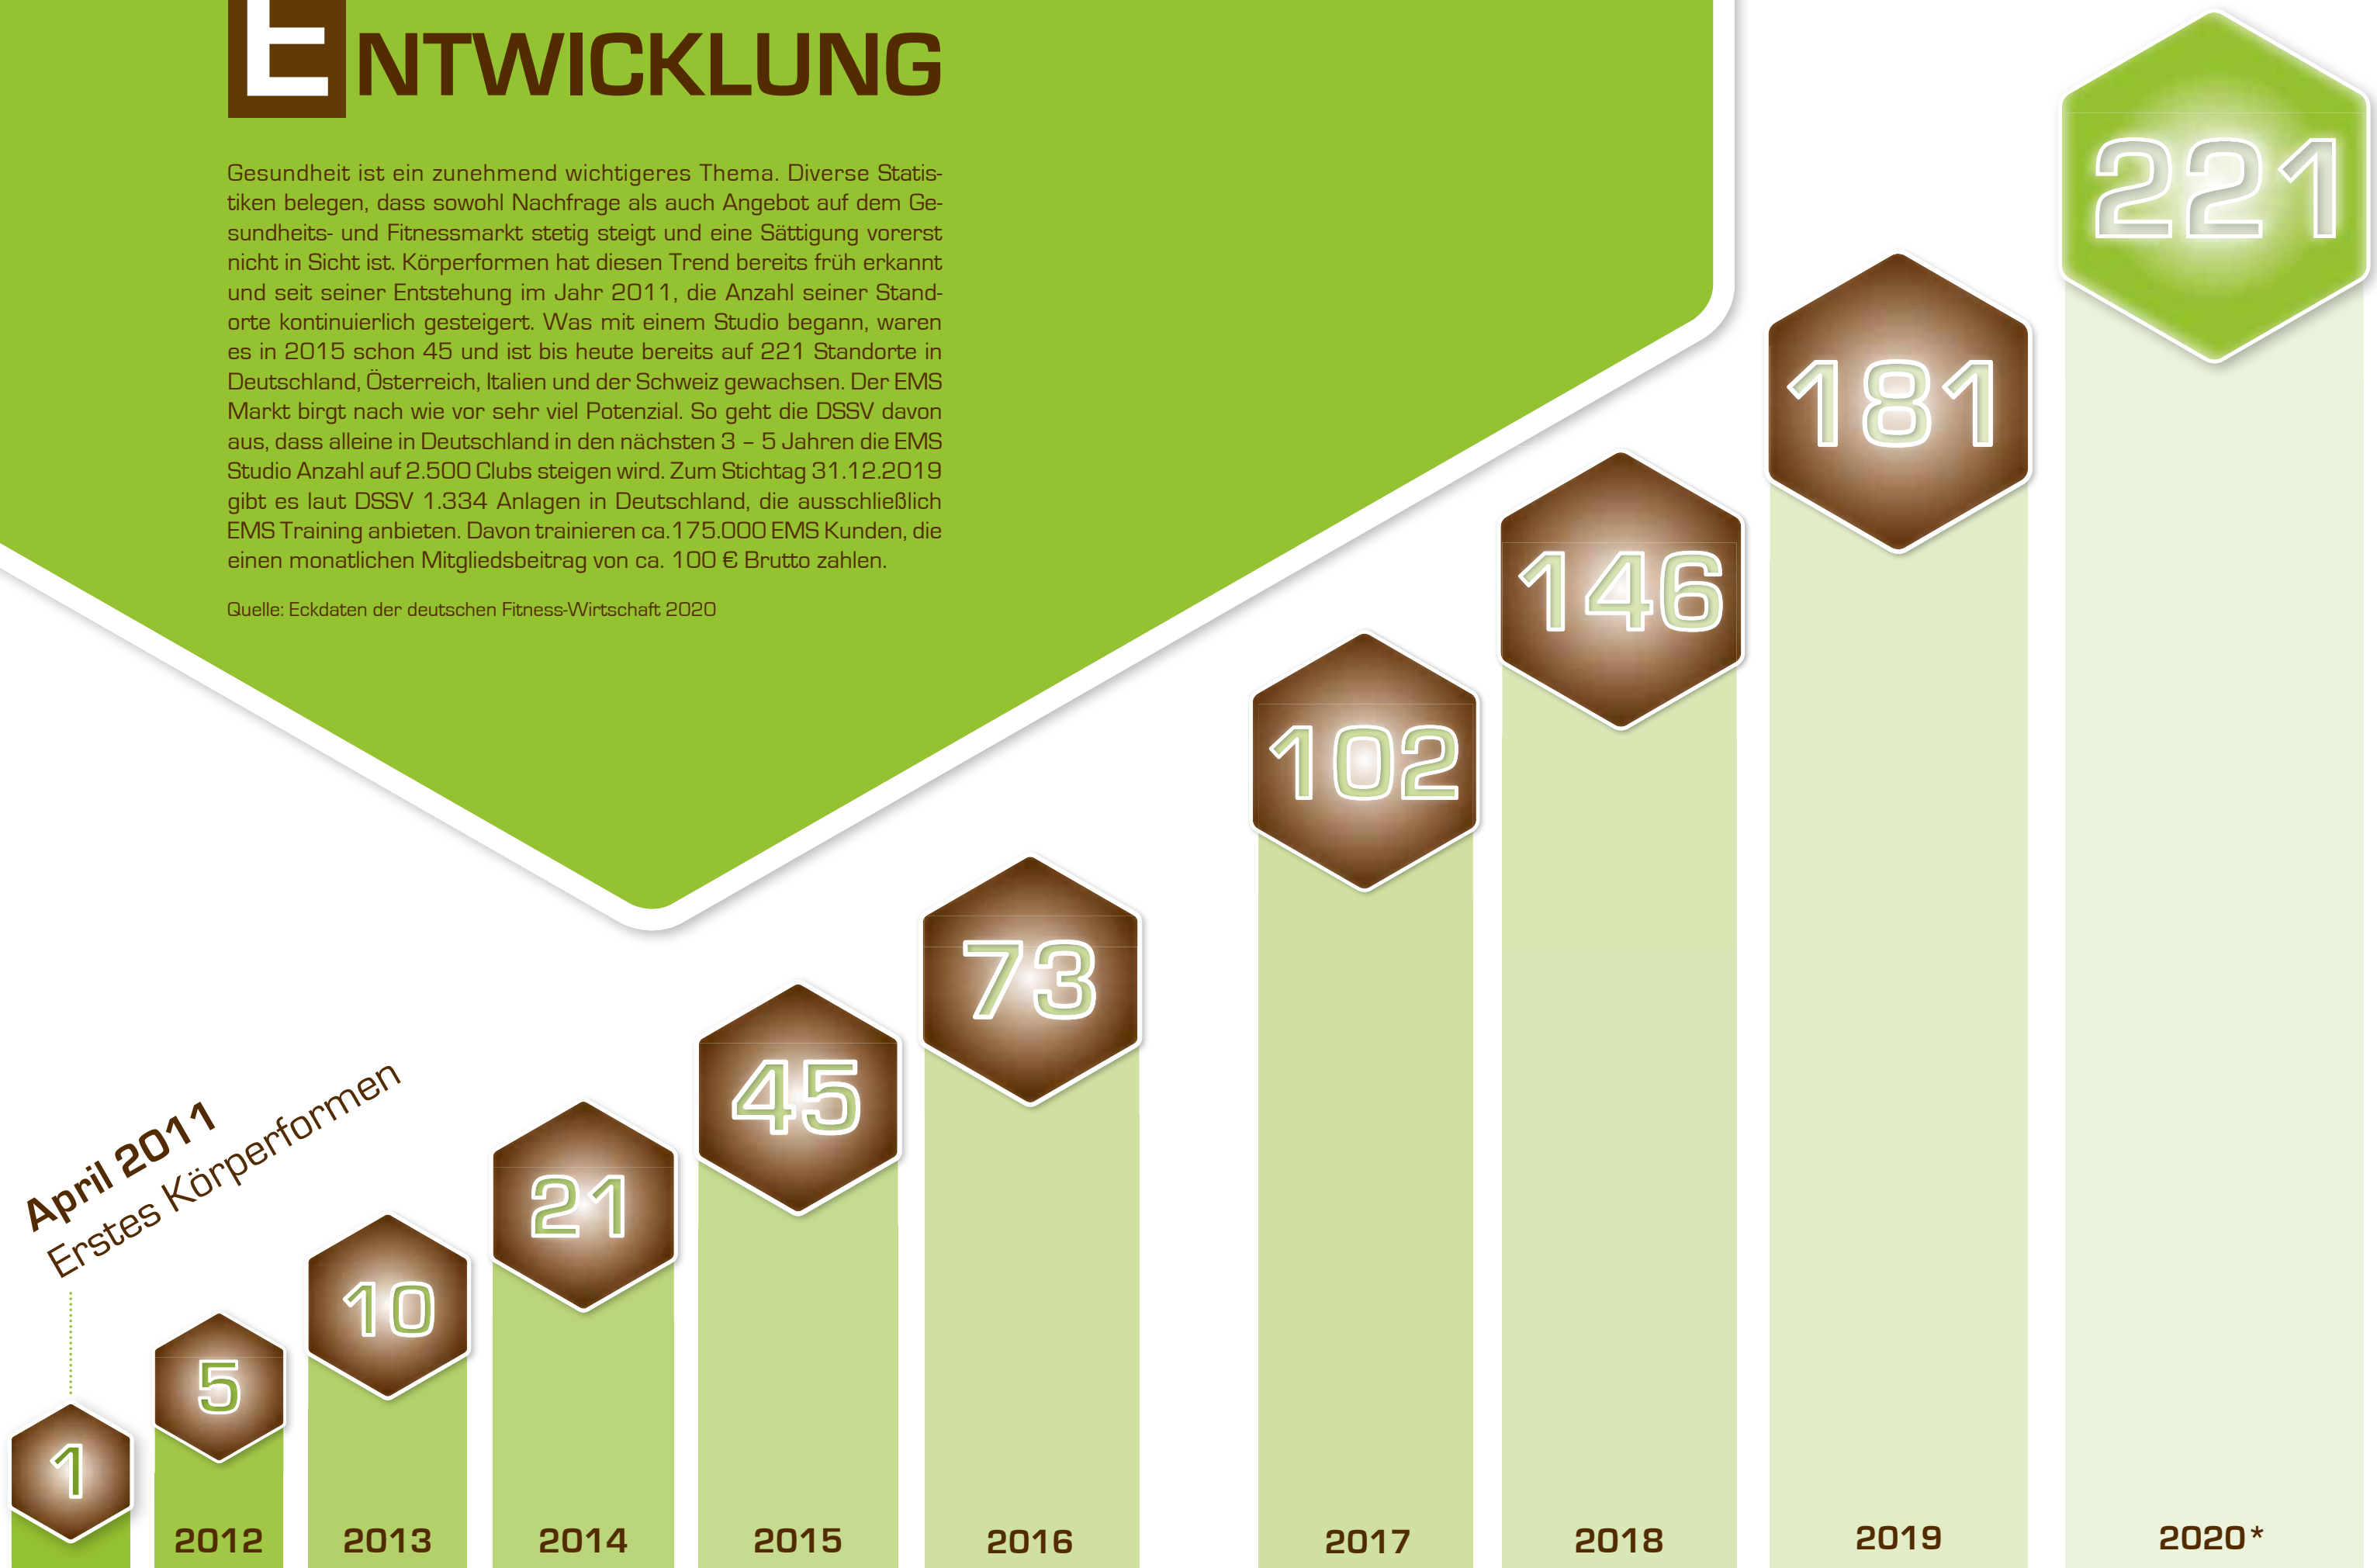 ENTWICKLUNG
Gesundheit ist ein zunehmend wichtigeres Thema. Diverse Statis-
tiken belegen, dass sowohl Nachfrage als auch Angebot auf dem Ge-
sundheits- und Fitnessmarkt stetig steigt und eine Sättigung vorerst
nicht in Sicht ist. Körperformen hat diesen Trend bereits früh erkannt
und seit seiner Entstehung im Jahr 2011, die Anzahl seiner Stand-
orte kontinuierlich gesteigert. Was mit einem Studio begann, waren
es in 2015 schon 45 und ist bis heute bereits auf 221 Standorte in
Deutschland, Österreich, Italien und der Schweiz gewachsen. Der EMS
Markt birgt nach wie vor sehr viel Potenzial. So geht die DSSV davon
aus, dass alleine in Deutschland in den nächsten 3 – 5 Jahren die EMS
Studio Anzahl auf 2.500 Clubs steigen wird. Zum Stichtag 31.12.2019
gibt es laut DSSV 1.334 Anlagen in Deutschland, die ausschließlich
EMS Training anbieten. Davon trainieren ca.175.000 EMS Kunden, die
einen monatlichen Mitgliedsbeitrag von ca. 100 € Brutto zahlen.
Quelle: Eckdaten der deutschen Fitness-Wirtschaft 2020
April 2011
Erstes Körperformen
1
5
10
21
45
73
102
146
181
221
2012
2013
2014
2015
2016
2017
2018
2019
2020*